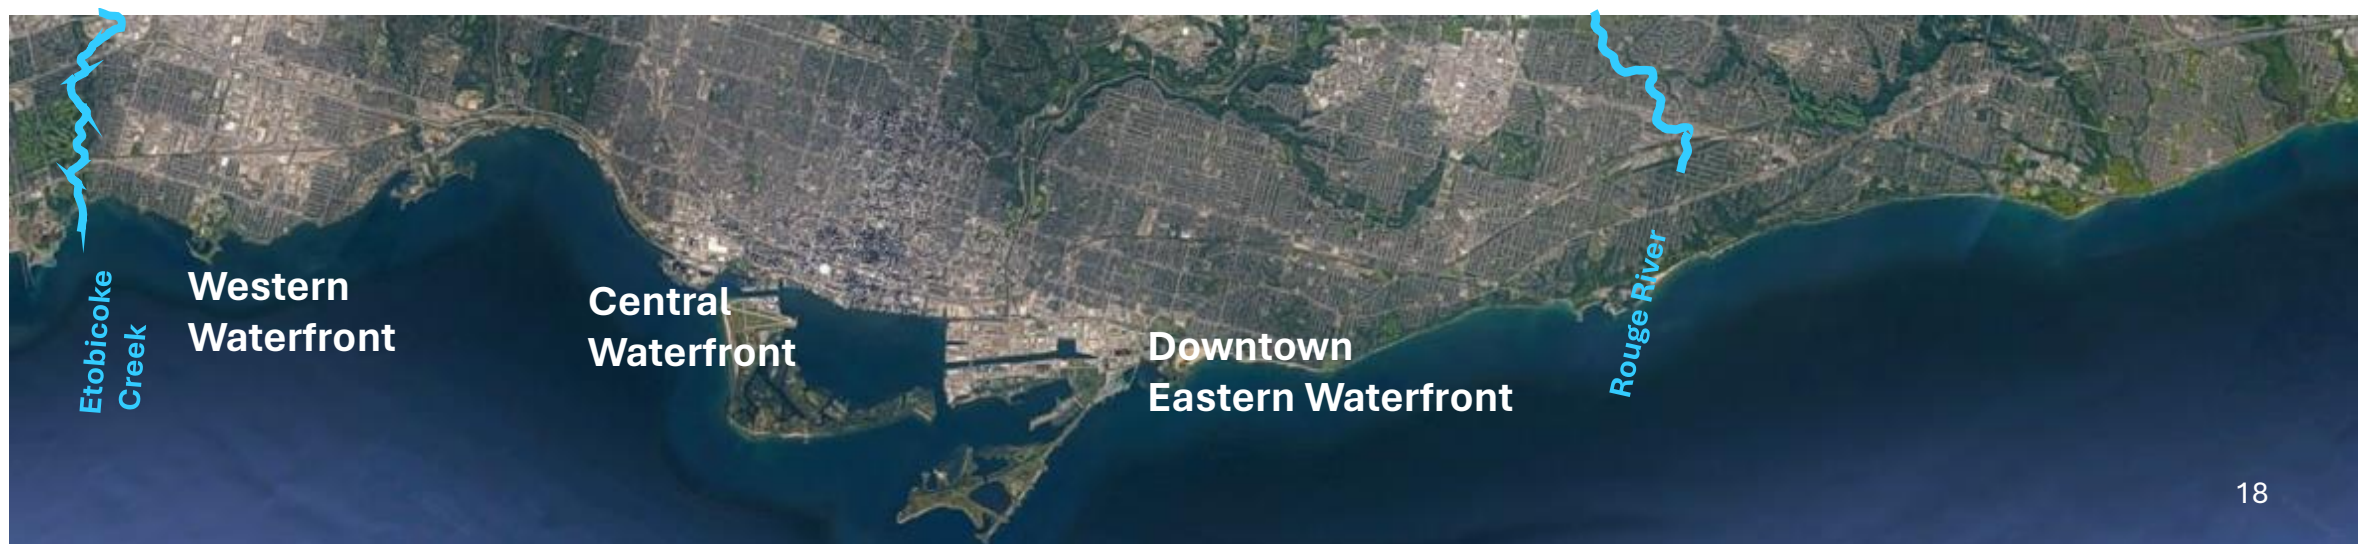 Etobicoke
Creek
Western
Waterfront
Central
Waterfront
Downtown
Eastern Waterfront
Rouge River
18